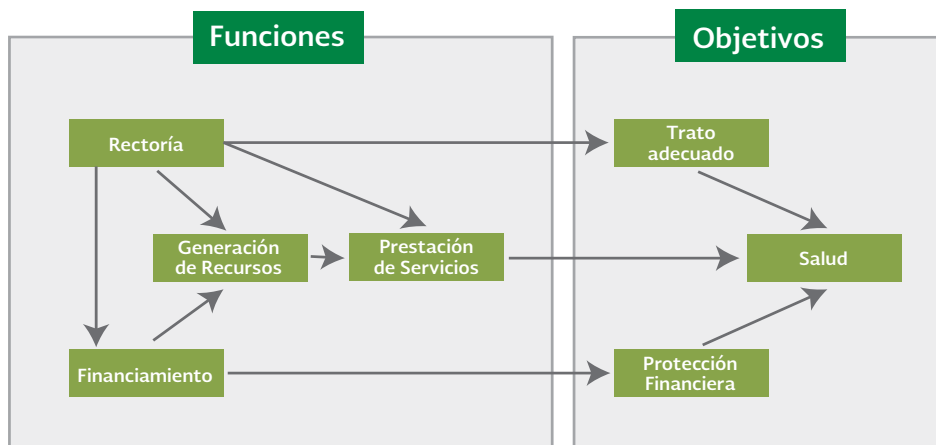 Funciones
Objetivos
Rectoría
Trato
adecuado
Generación
de Recursos
Prestación
de Servicios
Salud
Financiamiento
Protección
Financiera